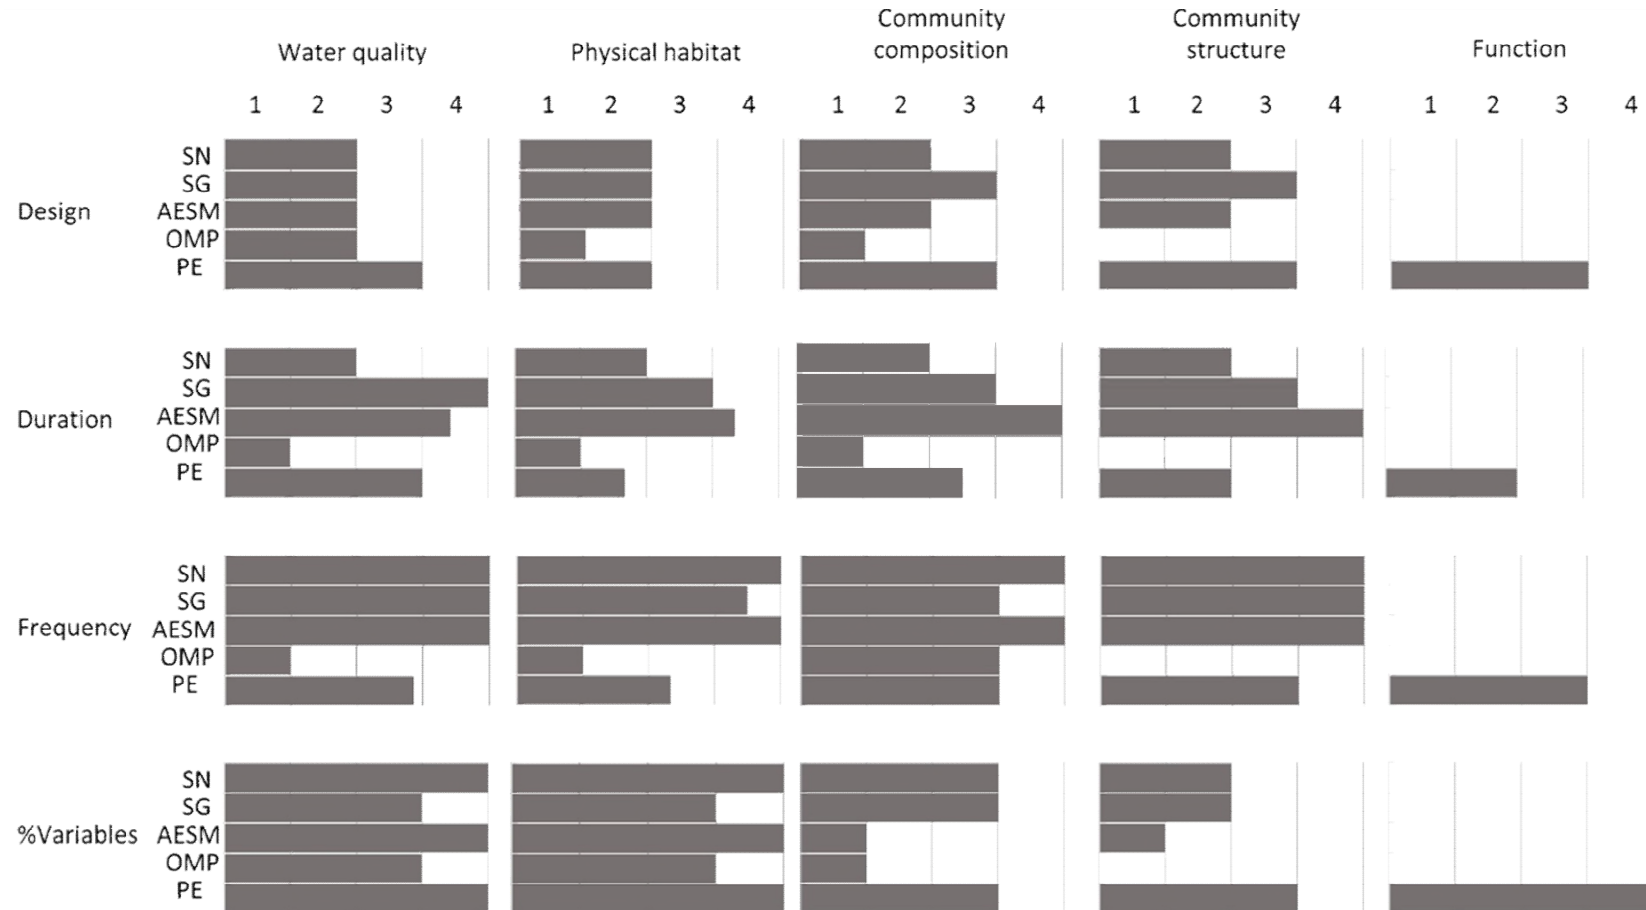 Community
Community
Water quality
Physical habitat
composition
structure
Function
1 2 3 4
1 2 3 4
1 2 3 4
1 2 3 4
1 2 3 4
Design
SN
SG
AESM
OMP
PE
Duration
SN
SG
AESM
OMP
PE
Frequency
SN
SG
AESM
OMP
PE
%Variables
SN
SG
AESM
OMP
PE